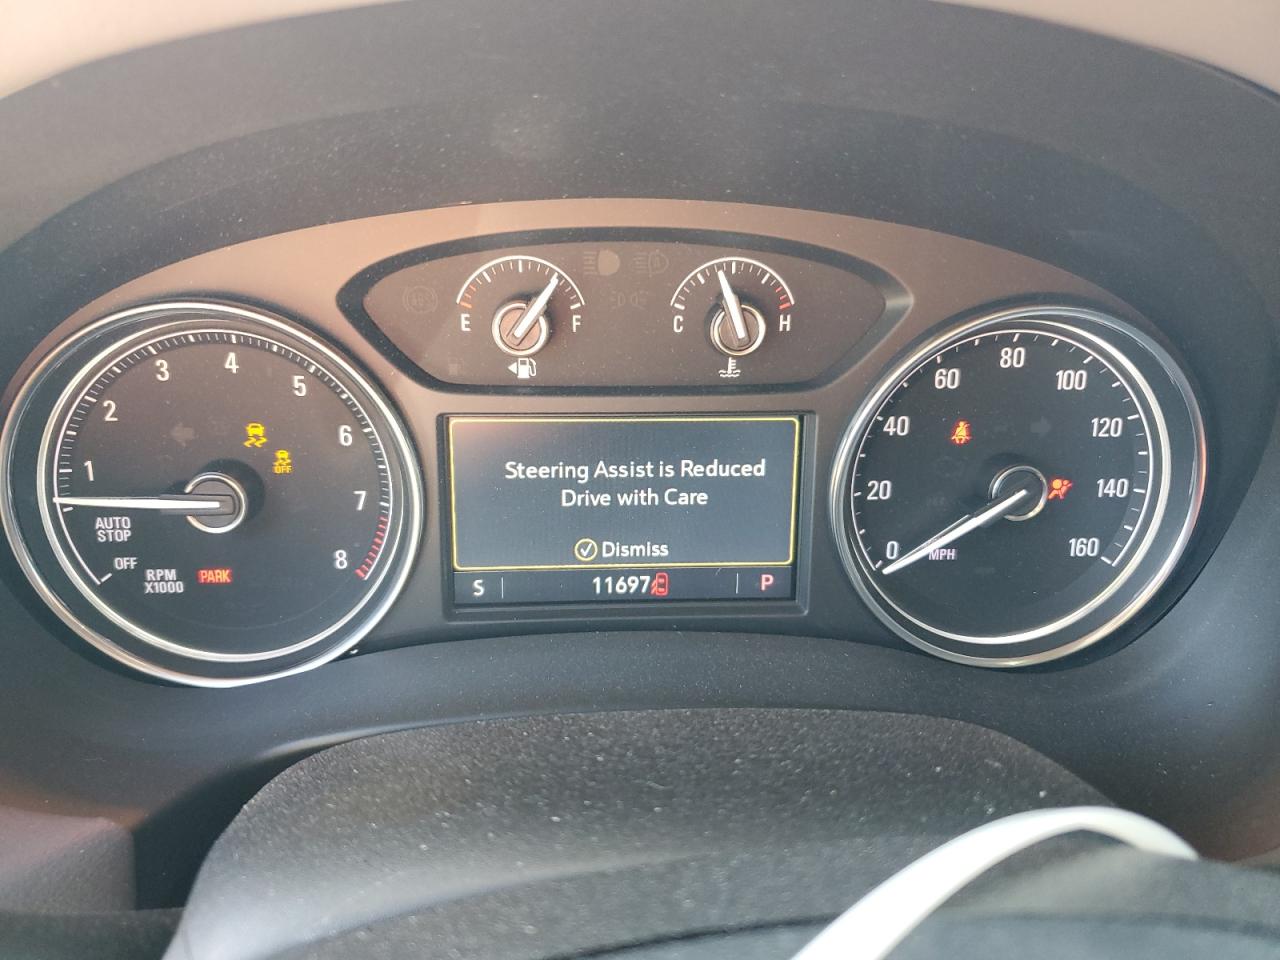 E F
C H
1 2 3 4 5 6 7 8
AUTO
STOP
OFF
RPM
X1000
PARK
OFF
Steering Assist is Reduced
Drive with Care
Dismiss
S 11697 P
0 20 40 60 80 100 120 140 160
MPH